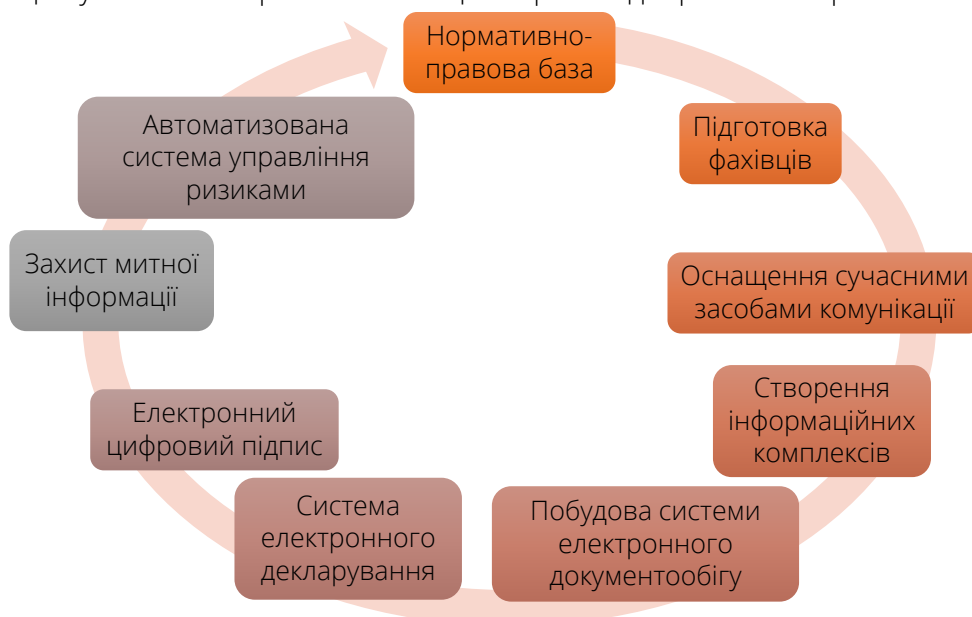 Нормативно-
правова база
Підготовка
фахівців
Оснащення сучасними
засобами комунікації
Створення
інформаційних
комплексів
Побудова системи
електронного
документообігу
Система
електронного
декларування
Електронний
цифровий підпис
Захист митної
інформації
Автоматизована
система управління
ризиками